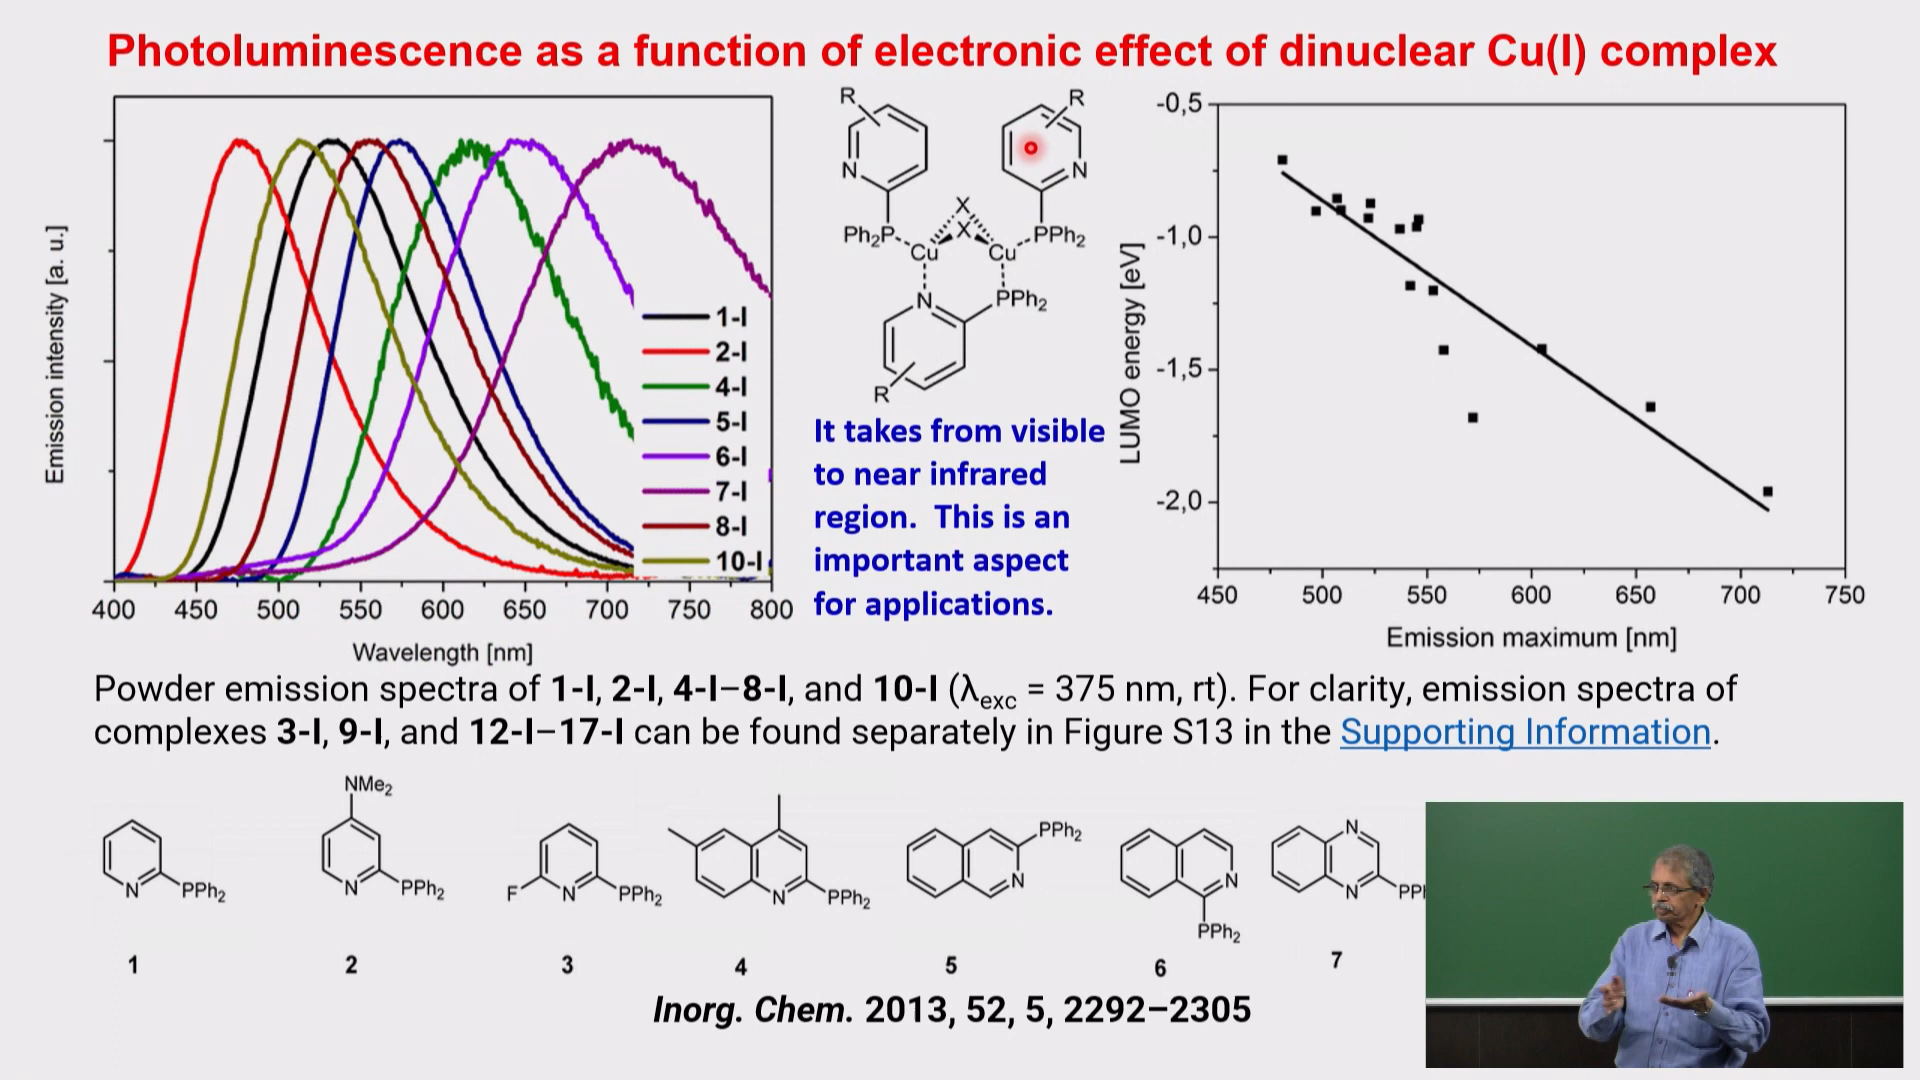 Photoluminescence as a function of electronic effect of dinuclear Cu(I) complex
Emission intensity [a. u.]
1-I
2-I
4-I
5-I
6-I
7-I
8-I
10-I
400 450 500 550 600 650 700 750 800
Wavelength [nm]
R
R
N
N
X
X
Ph2P
PPh2
Cu
Cu
N
PPh2
R
It takes from visible
to near infrared
region. This is an
important aspect
for applications.
LUMO energy [eV]
-0,5
-1,0
-1,5
-2,0
450 500 550 600 650 700 750
Emission maximum [nm]
Powder emission spectra of 1-I, 2-I, 4-I–8-I, and 10-I (λexc = 375 nm, rt). For clarity, emission spectra of
complexes 3-I, 9-I, and 12-I–17-I can be found separately in Figure S13 in the Supporting Information.
N PPh2
1
NMe2
N PPh2
2
F N PPh2
3
N PPh2
4
PPh2
N
5
N
PPh2
6
N
N PPh
7
Inorg. Chem. 2013, 52, 5, 2292–2305